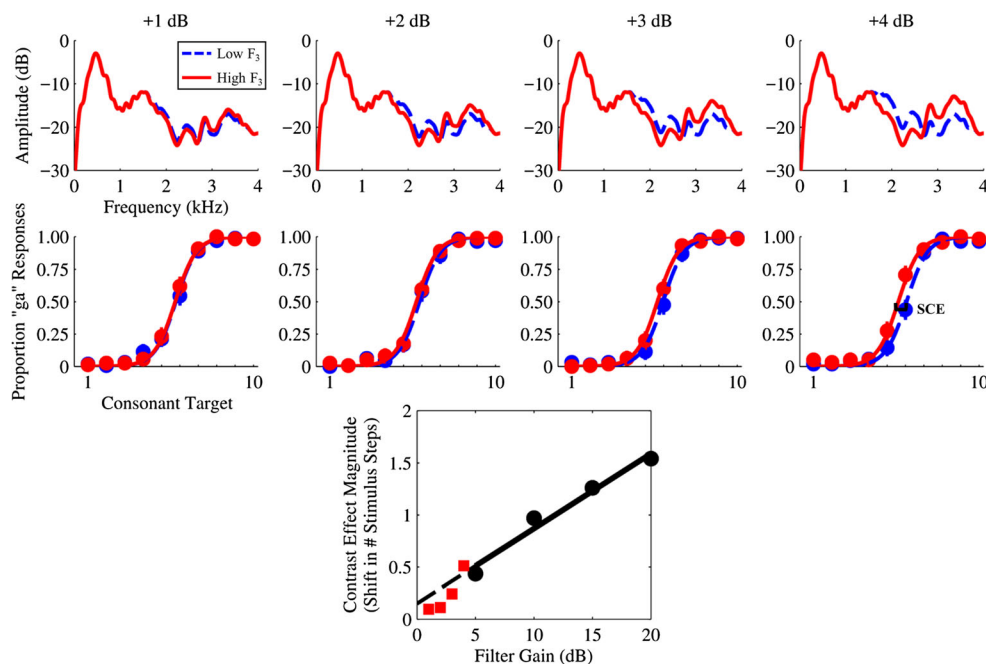 +1 dB +2 dB +3 dB +4 dB
Amplitude (dB)
0
−10
−20
−30
Low F3
High F3
0 1 2 3 4
Frequency (kHz)
0
−10
−20
−30
0 1 2 3 4
0
−10
−20
−30
0 1 2 3 4
0
−10
−20
−30
0 1 2 3 4
Proportion "ga" Responses
1.00
0.75
0.50
0.25
0
1 10
Consonant Target
1.00
0.75
0.50
0.25
0
1 10
1.00
0.75
0.50
0.25
0
1 10
1.00
0.75
0.50
0.25
0
SCE
1 10
Contrast Effect Magnitude
(Shift in # Stimulus Steps)
2
1.5
1
0.5
0
0 5 10 15 20
Filter Gain (dB)